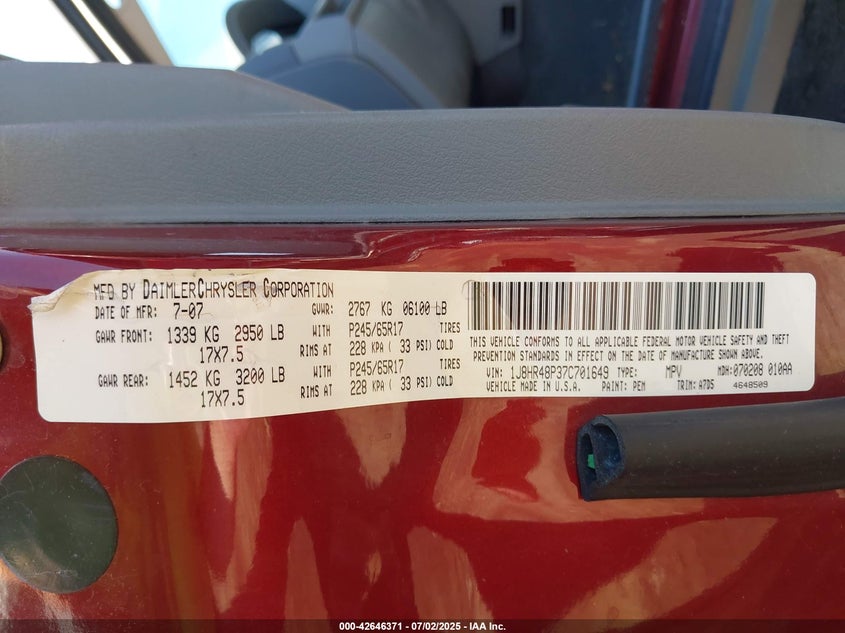 MFD BY DAIMLERCHRYSLER CORPORATION
DATE OF MFR: 7-07 GVWR: 2767 KG 06100 LB
GAWR FRONT: 1339 KG 2950 LB WITH P245/65R17 TIRES
17X7.5 RIMS AT 228 KPA ( 33 PSI) COLD
GAWR REAR: 1452 KG 3200 LB WITH P245/65R17 TIRES
17X7.5 RIMS AT 228 KPA ( 33 PSI) COLD
THIS VEHICLE CONFORMS TO ALL APPLICABLE FEDERAL MOTOR VEHICLE SAFETY AND THEFT
PREVENTION STANDARDS IN EFFECT ON THE DATE OF MANUFACTURE SHOWN ABOVE.
VIN: 1J8HR48P37C701649 TYPE: MPV MDH: 070208 010AA
VEHICLE MADE IN U.S.A. PAINT: PEM TRIM: A7D5 4648509
000-42646371 / 07/02/2025 - IAA Inc.